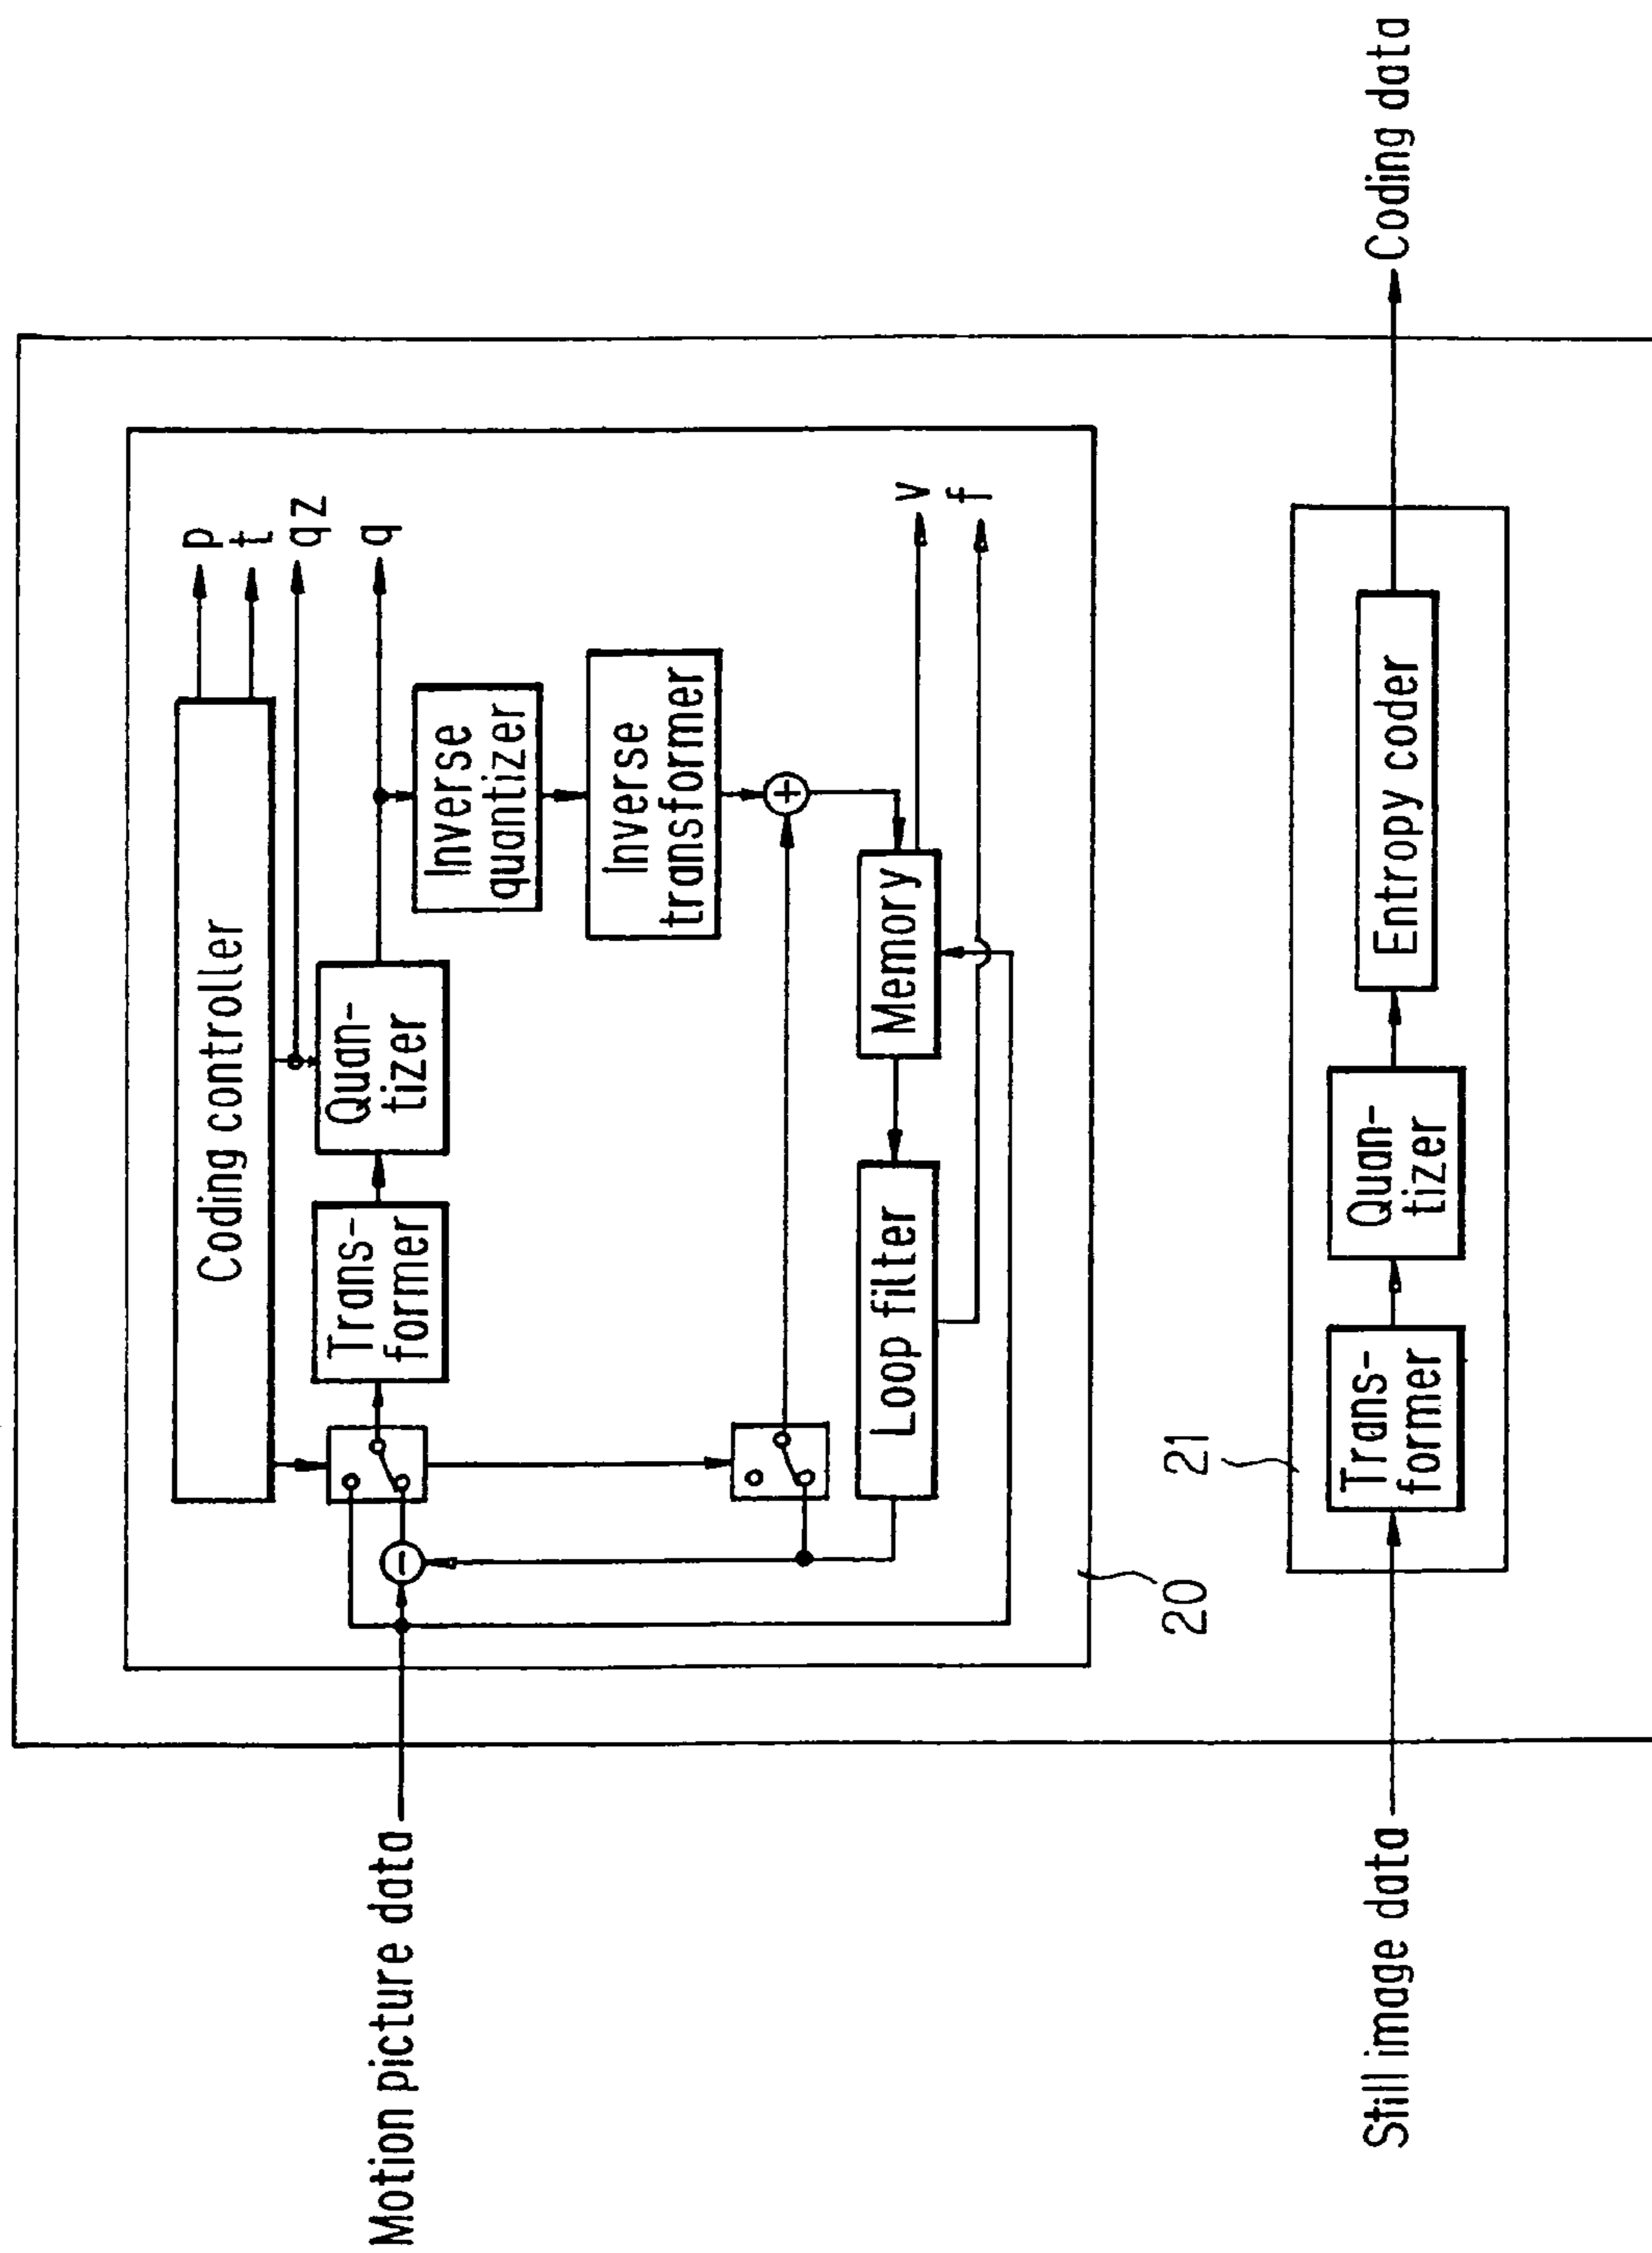 Motion picture data
Coding controller
p
t
qz
q
Trans-
former
Quan-
tizer
Inverse
quantizer
Inverse
transformer
Loop filter
Memory
v
f
20
21
Still image data
Trans-
former
Quan-
tizer
Entropy coder
Coding data